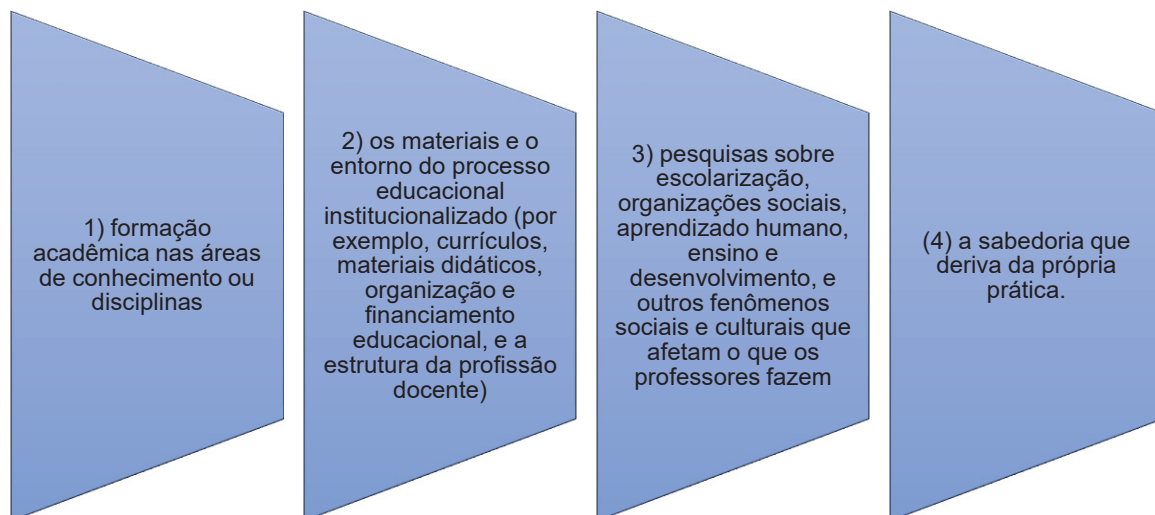 1) formação
acadêmica nas áreas
de conhecimento ou
disciplinas
2) os materiais e o
entorno do processo
educacional
institucionalizado (por
exemplo, currículos,
materiais didáticos,
organização e
financiamento
educacional, e a
estrutura da profissão
docente)
3) pesquisas sobre
escolarização,
organizações sociais,
aprendizado humano,
ensino e
desenvolvimento, e
outros fenômenos
sociais e culturais que
afetam o que os
professores fazem
(4) a sabedoria que
deriva da própria
prática.